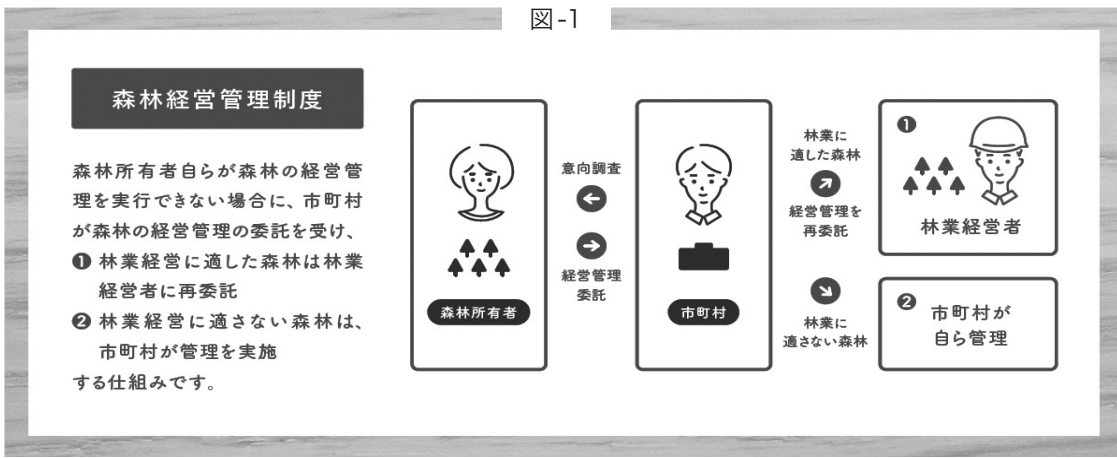 図-1
森林経営管理制度
森林所有者自らが森林の経営管
理を実行できない場合に、市町村
が森林の経営管理の委託を受け、
❶ 林業経営に適した森林は林業
経営者に再委託
❷ 林業経営に適さない森林は、
市町村が管理を実施
する仕組みです。
森林所有者
意向調査
経営管理
委託
市町村
林業に
適した森林
経営管理を
再委託
林業に
適さない森林
❶
林業経営者
❷ 市町村が
自ら管理